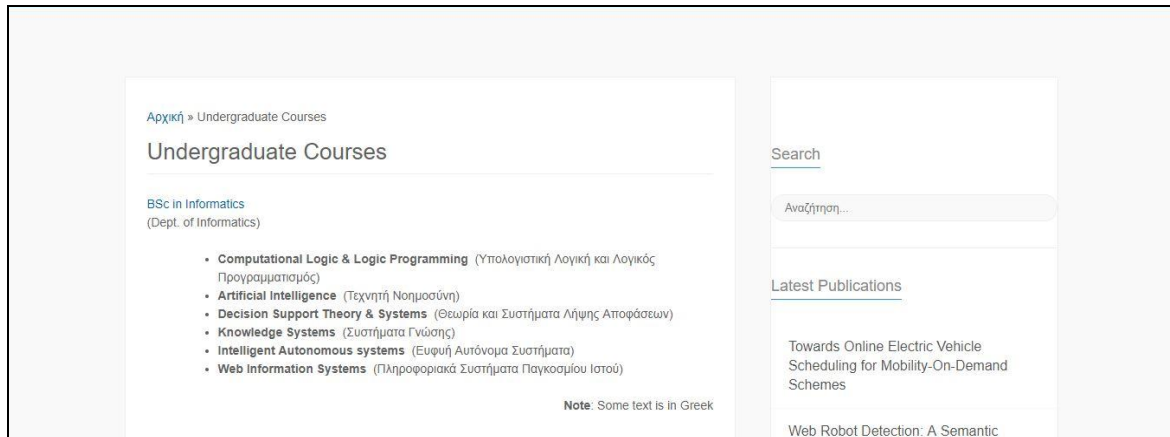 Αρχική » Undergraduate Courses
Undergraduate Courses
BSc in Informatics
(Dept. of Informatics)
• Computational Logic & Logic Programming (Υπολογιστική Λογική και Λογικός
Προγραμματισμός)
• Artificial Intelligence (Τεχνητή Νοημοσύνη)
• Decision Support Theory & Systems (Θεωρία και Συστήματα Λήψης Αποφάσεων)
• Knowledge Systems (Συστήματα Γνώσης)
• Intelligent Autonomous systems (Ευφυή Αυτόνομα Συστήματα)
• Web Information Systems (Πληροφοριακά Συστήματα Παγκοσμίου Ιστού)
Note: Some text is in Greek
Search
Αναζήτηση...
Latest Publications
Towards Online Electric Vehicle
Scheduling for Mobility-On-Demand
Schemes
Web Robot Detection: A Semantic